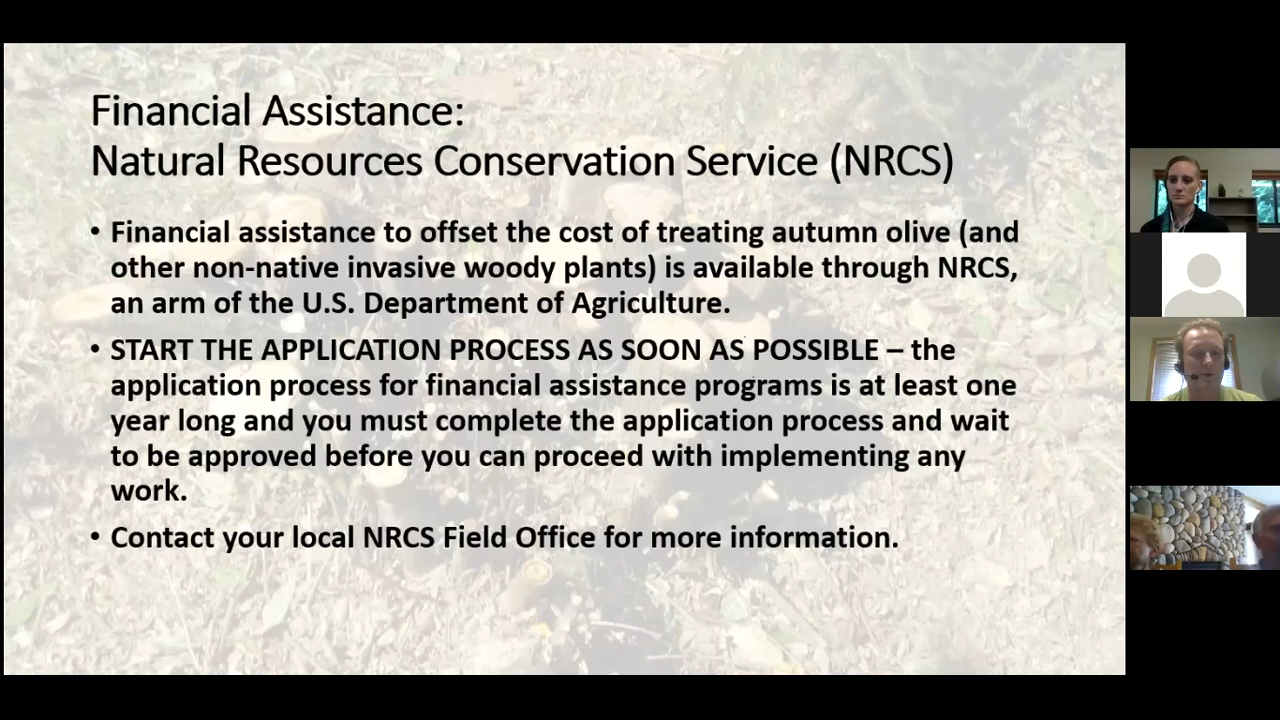 Financial Assistance:
Natural Resources Conservation Service (NRCS)
• Financial assistance to offset the cost of treating autumn olive (and
other non-native invasive woody plants) is available through NRCS,
an arm of the U.S. Department of Agriculture.
• START THE APPLICATION PROCESS AS SOON AS POSSIBLE – the
application process for financial assistance programs is at least one
year long and you must complete the application process and wait
to be approved before you can proceed with implementing any
work.
• Contact your local NRCS Field Office for more information.